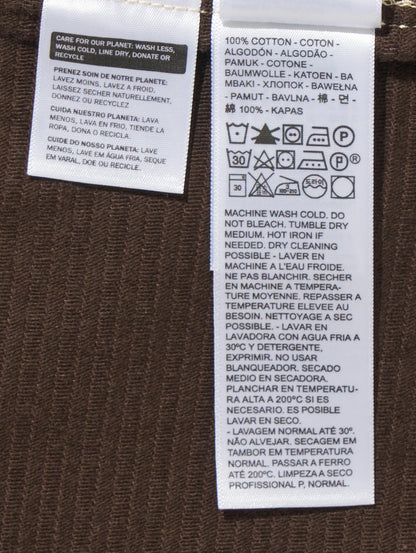 CARE FOR OUR PLANET: WASH LESS,
WASH COLD, LINE DRY, DONATE OR
RECYCLE
PRENEZ SOIN DE NOTRE PLANETE:
LAVEZ MOINS, LAVEZ A FROID,
LAISSEZ SECHER NATURELLEMENT,
DONNEZ OU RECYCLEZ
CUIDA NUESTRO PLANETA: LAVA
MENOS, LAVA EN FRIO, TIENDE LA
ROPA, DONA O RECICLA.
CUIDE DO NOSSO PLANETA: LAVE
MENOS, LAVE EM ÁGUA FRIA, SEQUE
EM VARAL, DOE OU RECICLE.
100% COTTON - COTON -
ALGODÓN - ALGODÃO -
PAMUK - COTONE -
BAUMWOLLE - KATOEN - BA
MBAKI - ХЛОПОК - BAWEŁNA
- PAMUT - BAVLNA - 棉 - 면 -
綿 100% - KAPAS
MACHINE WASH COLD. DO
NOT BLEACH. TUMBLE DRY
MEDIUM. HOT IRON IF
NEEDED. DRY CLEANING
POSSIBLE - LAVER EN
MACHINE A L'EAU FROIDE.
NE PAS BLANCHIR. SECHER
EN MACHINE A TEMPERA-
TURE MOYENNE. REPASSER A
TEMPERATURE ELEVEE AU
BESOIN. NETTOYAGE A SEC
POSSIBLE - LAVAR EN
LAVADORA CON AGUA FRIA A
30ºC Y DETERGENTE,
EXPRIMIR. NO USAR
BLANQUEADOR. SECADO
MEDIO EN SECADORA.
PLANCHAR EN TEMPERATU-
RA ALTA A 200ºC SI ES
NECESARIO. ES POSIBLE
LAVAR EN SECO.
- LAVAGEM NORMAL ATÉ 30º.
NÃO ALVEJAR. SECAGEM EM
TAMBOR EM TEMPERATURA
NORMAL. PASSAR A FERRO
ATÉ 200ºC. LIMPEZA A SECO
PROFISSIONAL P, NORMAL.